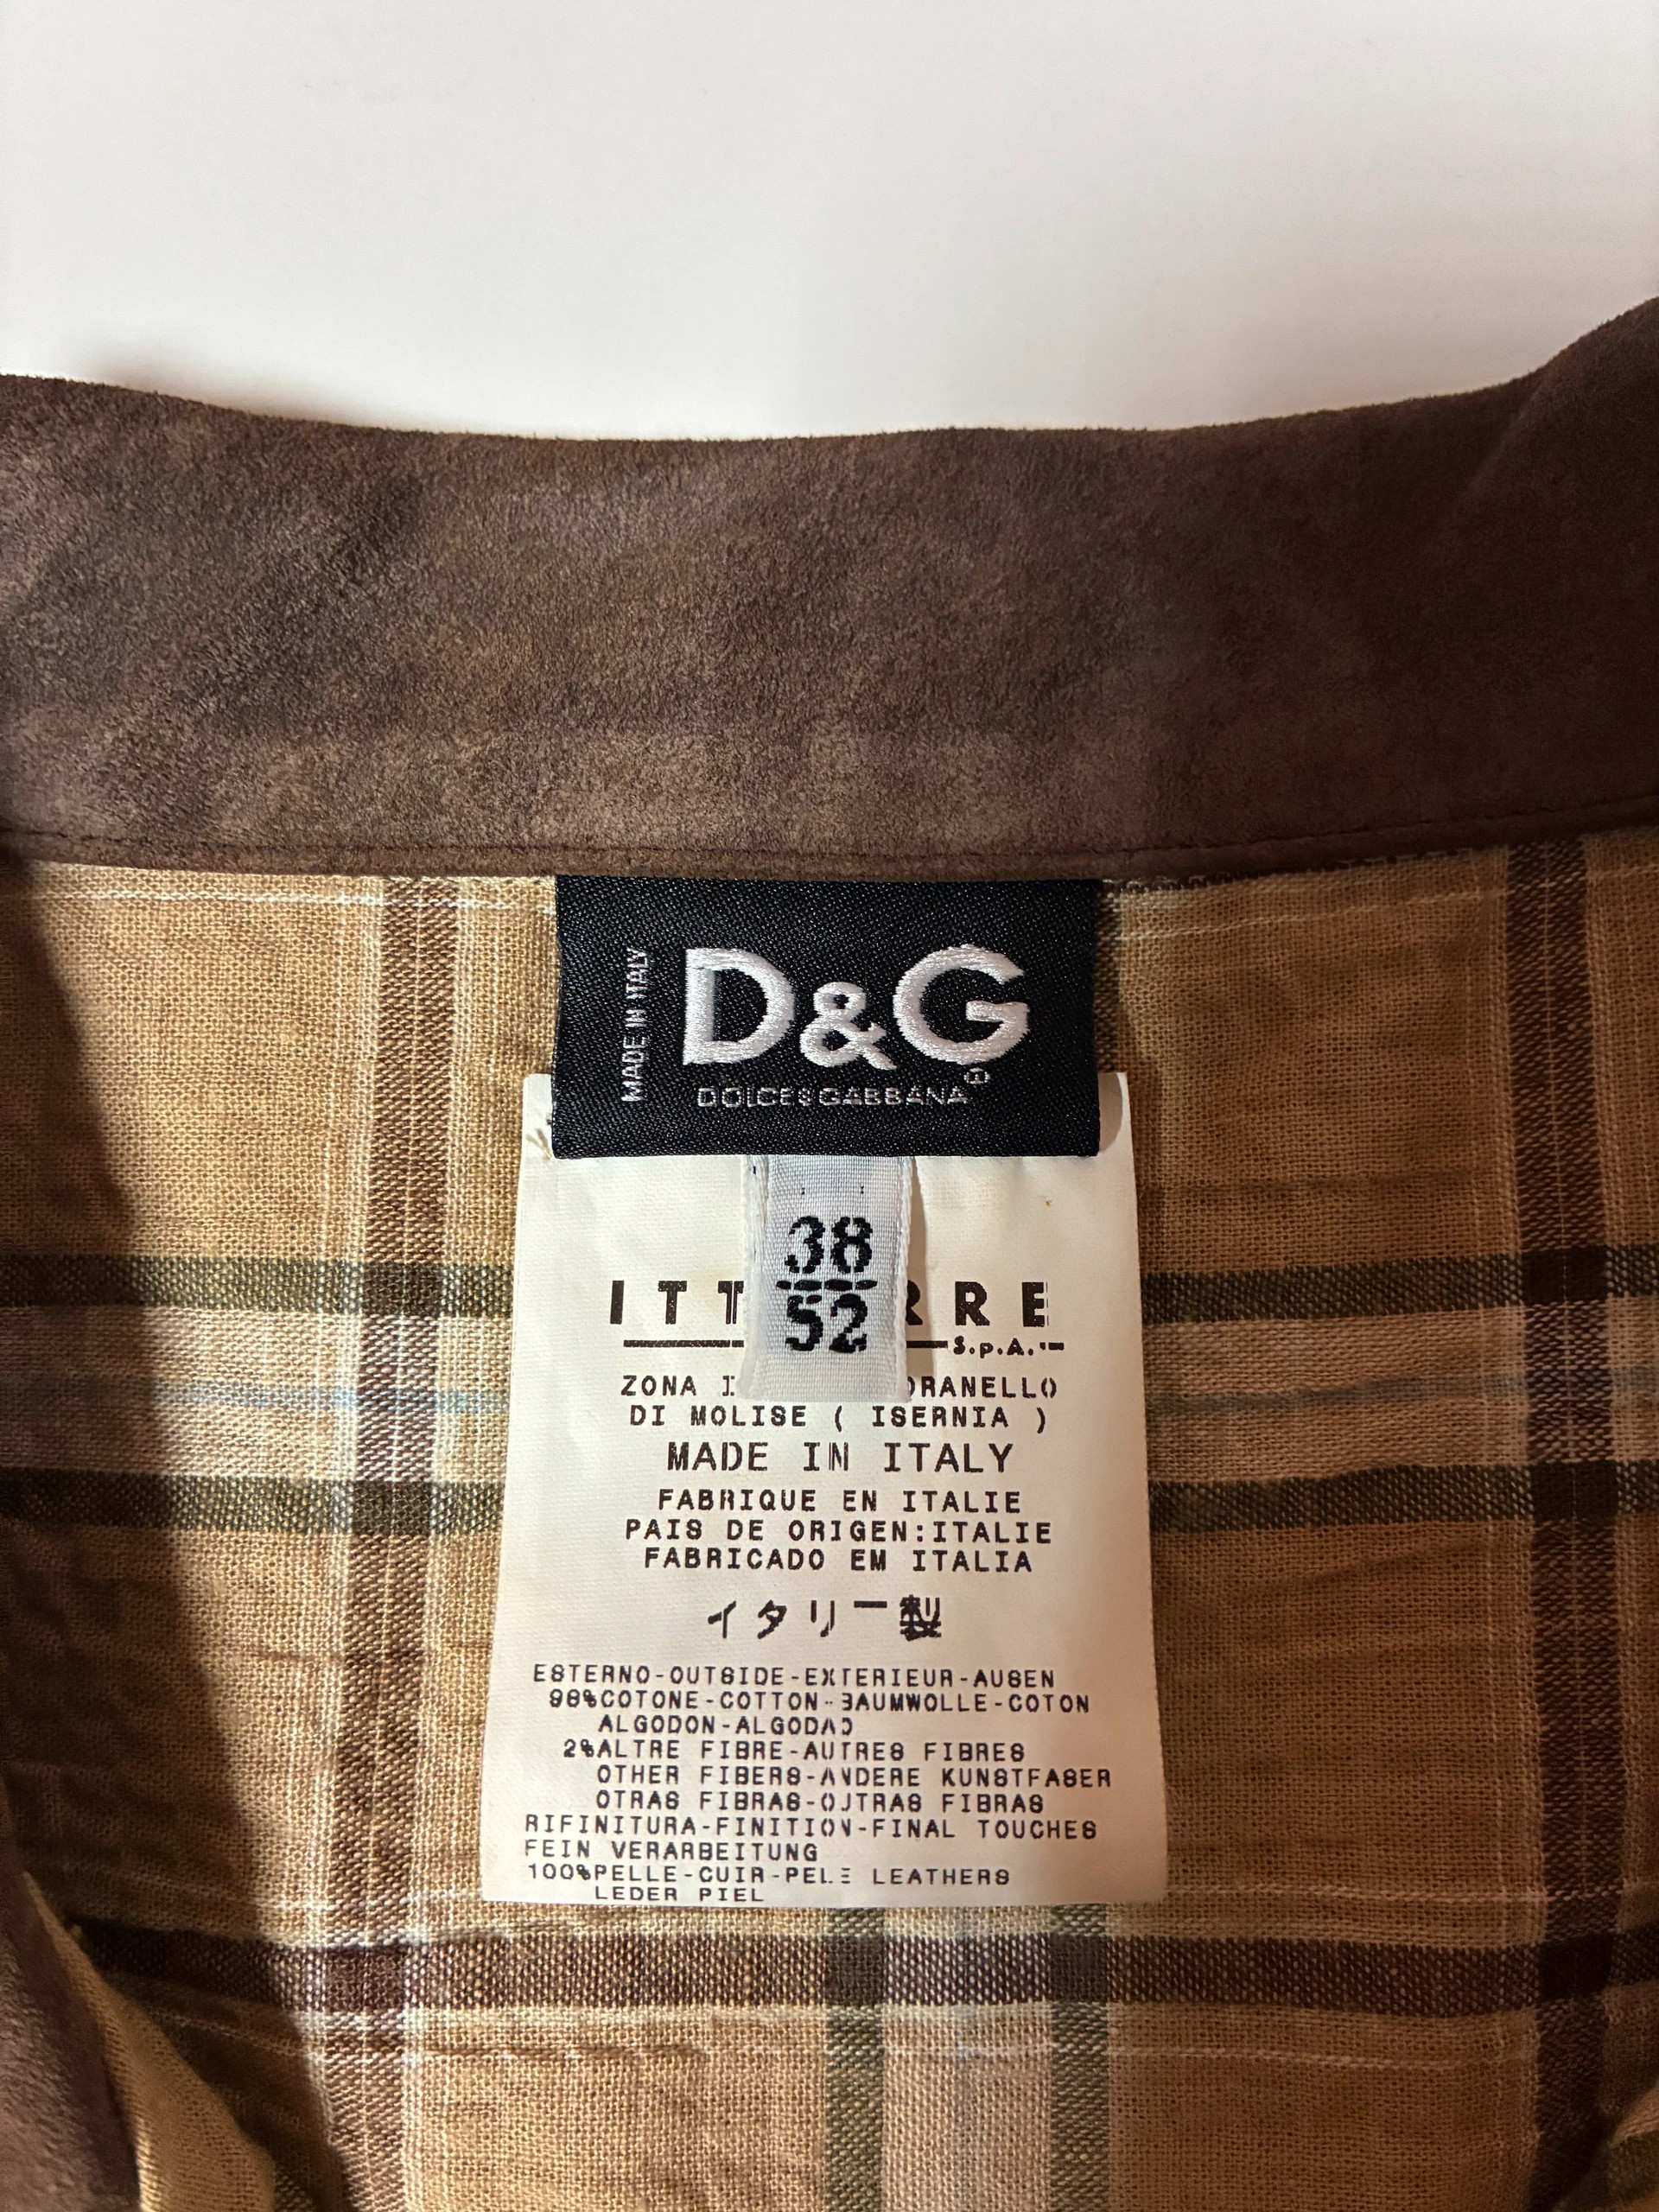 MADE IN ITALY
D&G
DOLCE&GABBANA®
38
52
S.p.A.
ZONA
DI MOLISE ( ISERNIA )
MADE IN ITALY
FABRIQUE EN ITALIE
PAIS DE ORIGEN:ITALIE
FABRICADO EM ITALIA
イタリー製
ESTERNO-OUTSIDE-EXTERIEUR-AUSEN
98%COTONE-COTTON-BAUMWOLLE-COTON
ALGODON-ALGODAO
2%ALTRE FIBRE-AUTRES FIBRES
OTHER FIBERS-ANDERE KUNSTFASER
OTRAS FIBRAS-OUTRAS FIBRAS
RIFINITURA-FINITION-FINAL TOUCHES
FEIN VERARBEITUNG
100%PELLE-CUIR-PELE LEATHERS
LEDER PIEL